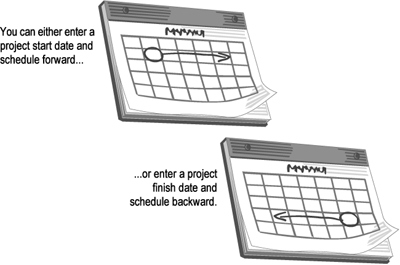 You can either enter a
project start date and
schedule forward...
...or enter a project
finish date and
schedule backward.